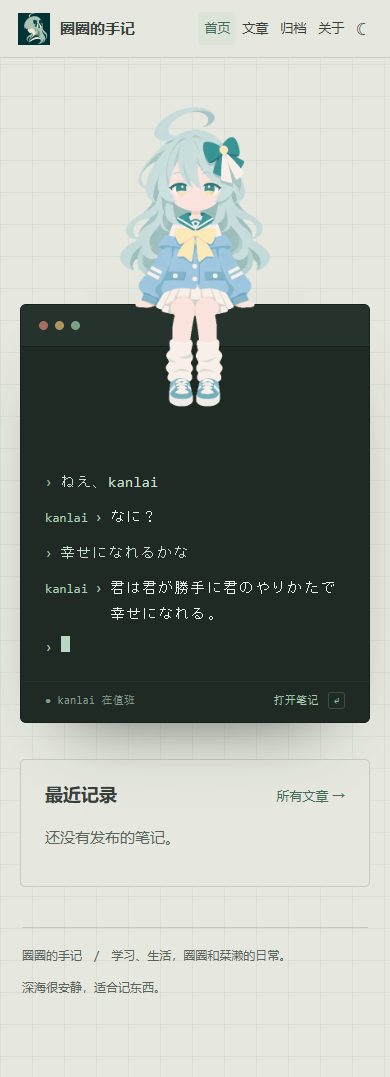 圈圈的手记
首页 文章 归档 关于
› ねえ、kanlai
kanlai › なに？
› 幸せになれるかな
kanlai › 君は君が勝手に君のやりかたで
幸せになれる。
›
kanlai 在值班 打开笔记 ↵
最近记录 所有文章 →
还没有发布的笔记。
圈圈的手记 / 学习、生活，圈圈和栞濑的日常。
深海很安静，适合记东西。